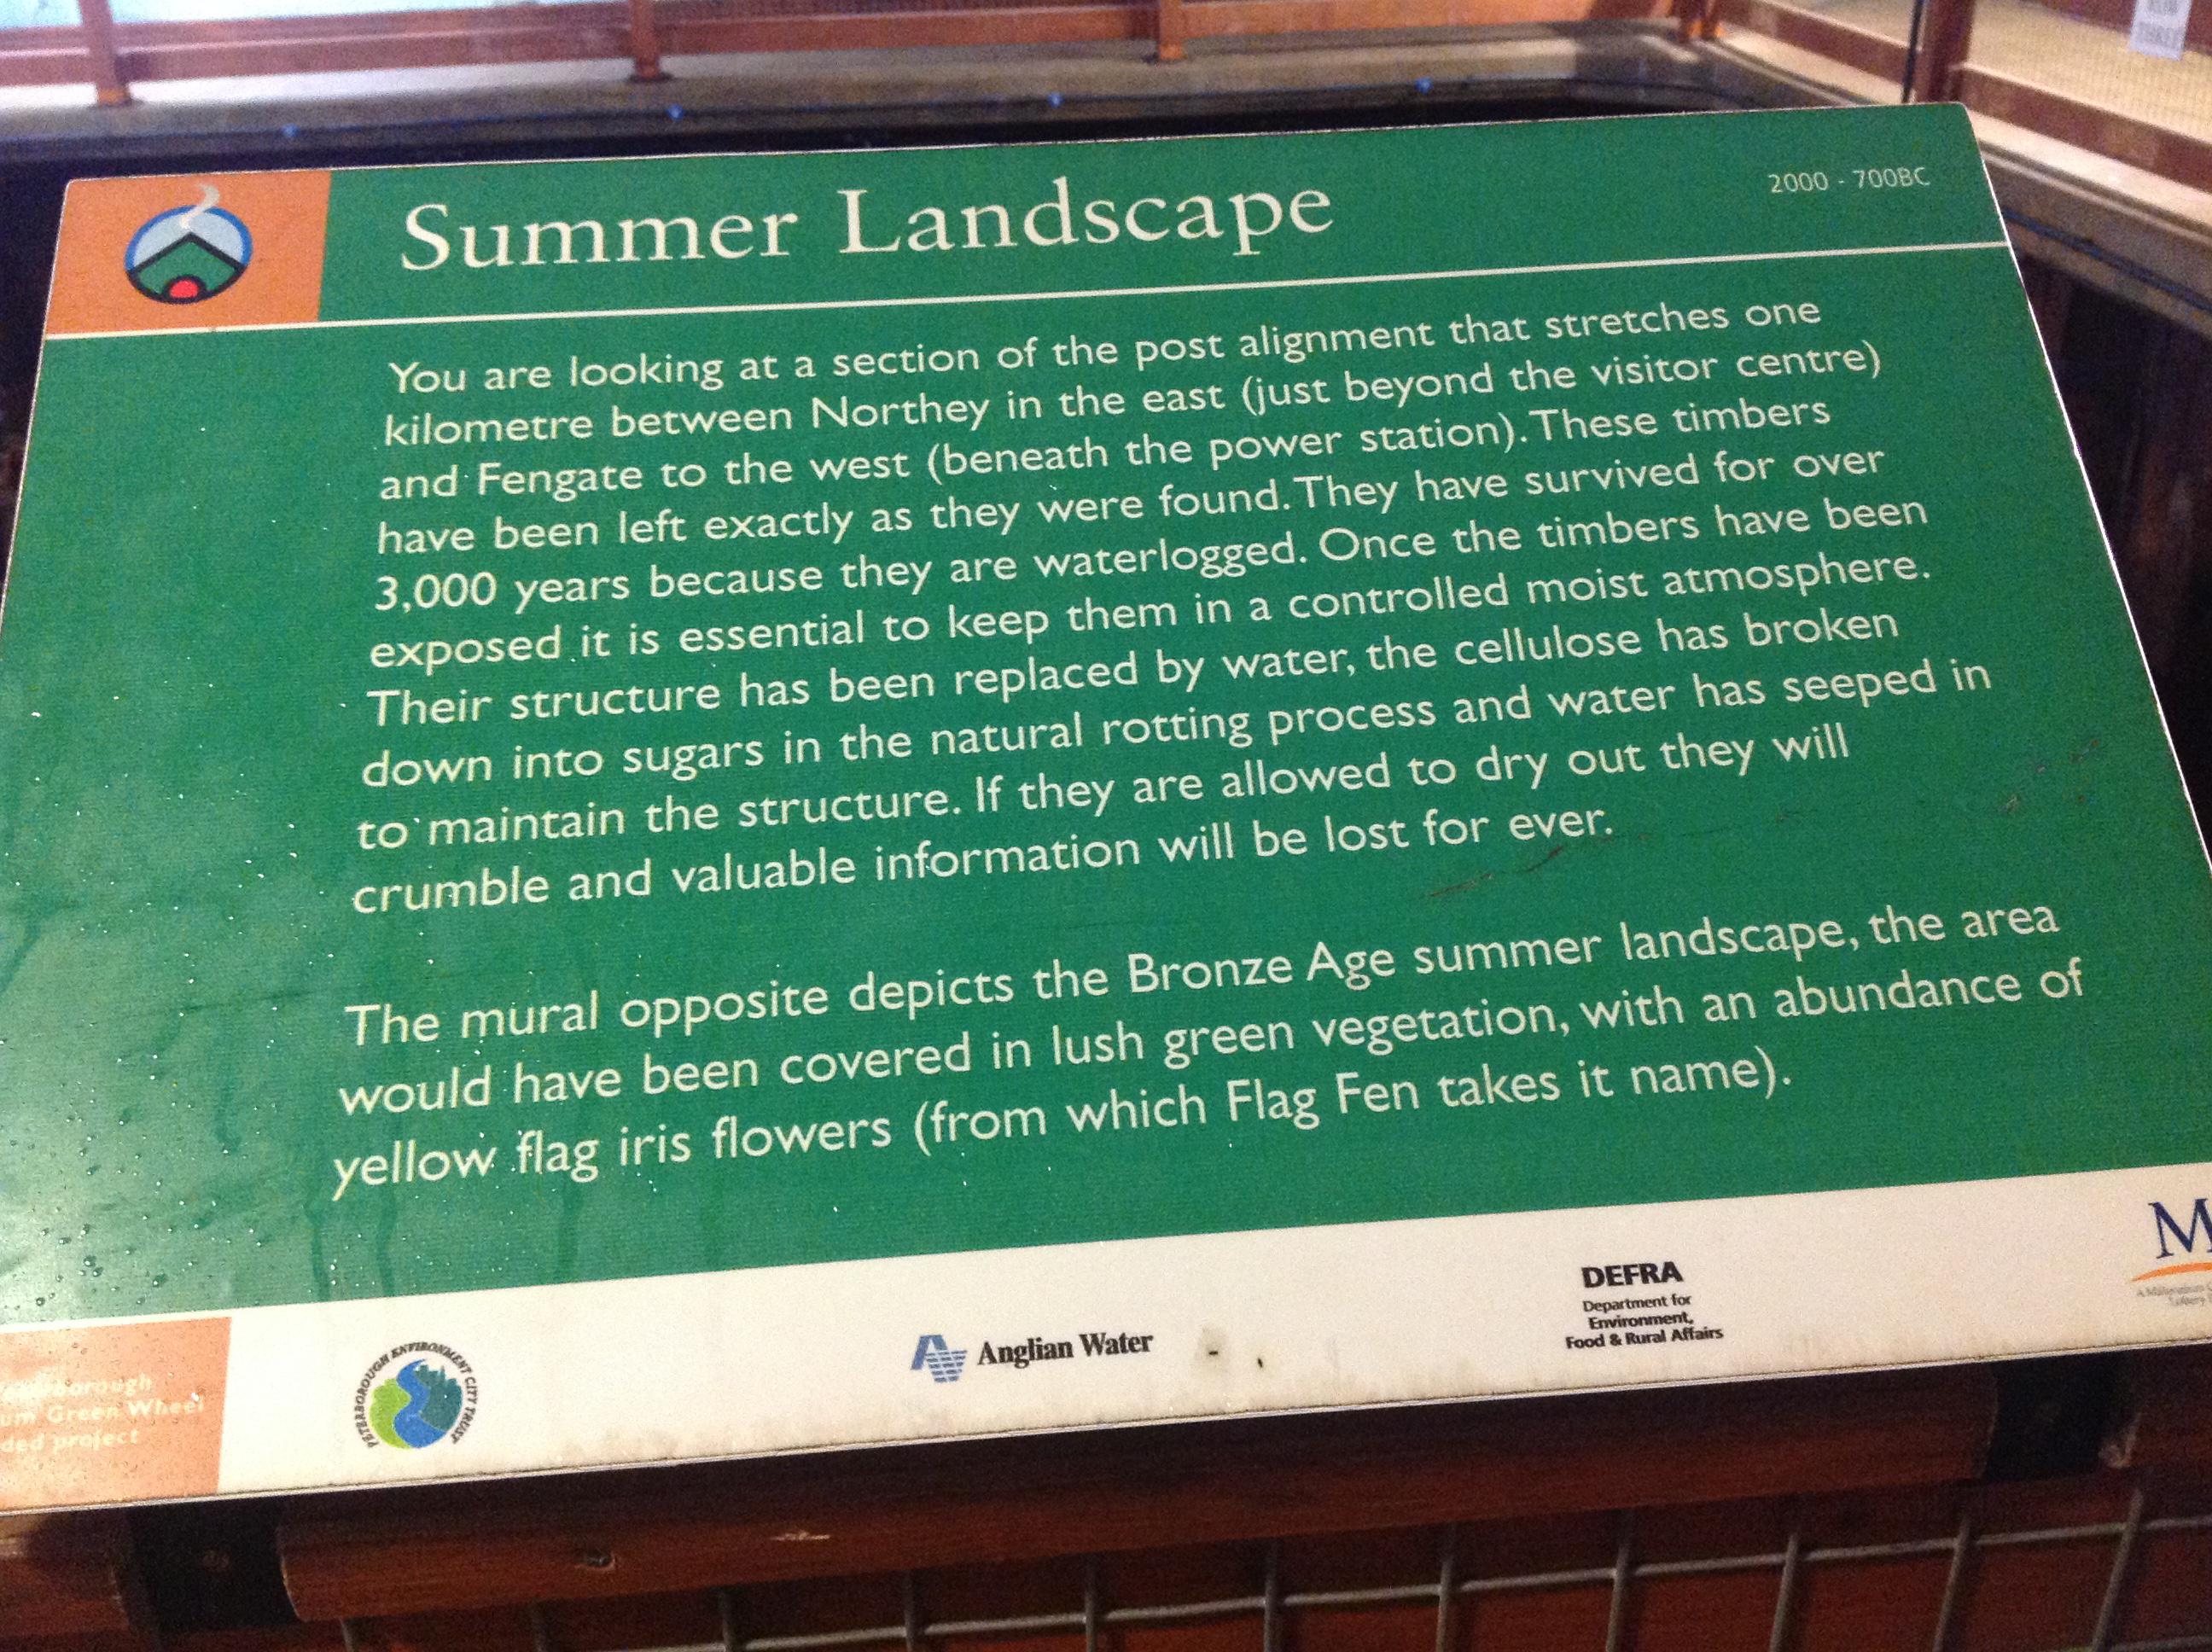 Summer Landscape
2000 - 700BC
You are looking at a section of the post alignment that stretches one
kilometre between Northey in the east (just beyond the visitor centre)
and Fengate to the west (beneath the power station). These timbers
have been left exactly as they were found. They have survived for over
3,000 years because they are waterlogged. Once the timbers have been
exposed it is essential to keep them in a controlled moist atmosphere.
Their structure has been replaced by water, the cellulose has broken
down into sugars in the natural rotting process and water has seeped in
to maintain the structure. If they are allowed to dry out they will
crumble and valuable information will be lost for ever.
The mural opposite depicts the Bronze Age summer landscape, the area
would have been covered in lush green vegetation, with an abundance of
yellow flag iris flowers (from which Flag Fen takes it name).
Green Wheel
project
PETERBOROUGH ENVIRONMENT CITY TRUST
Anglian Water
DEFRA
Department for
Environment,
Food & Rural Affairs
M